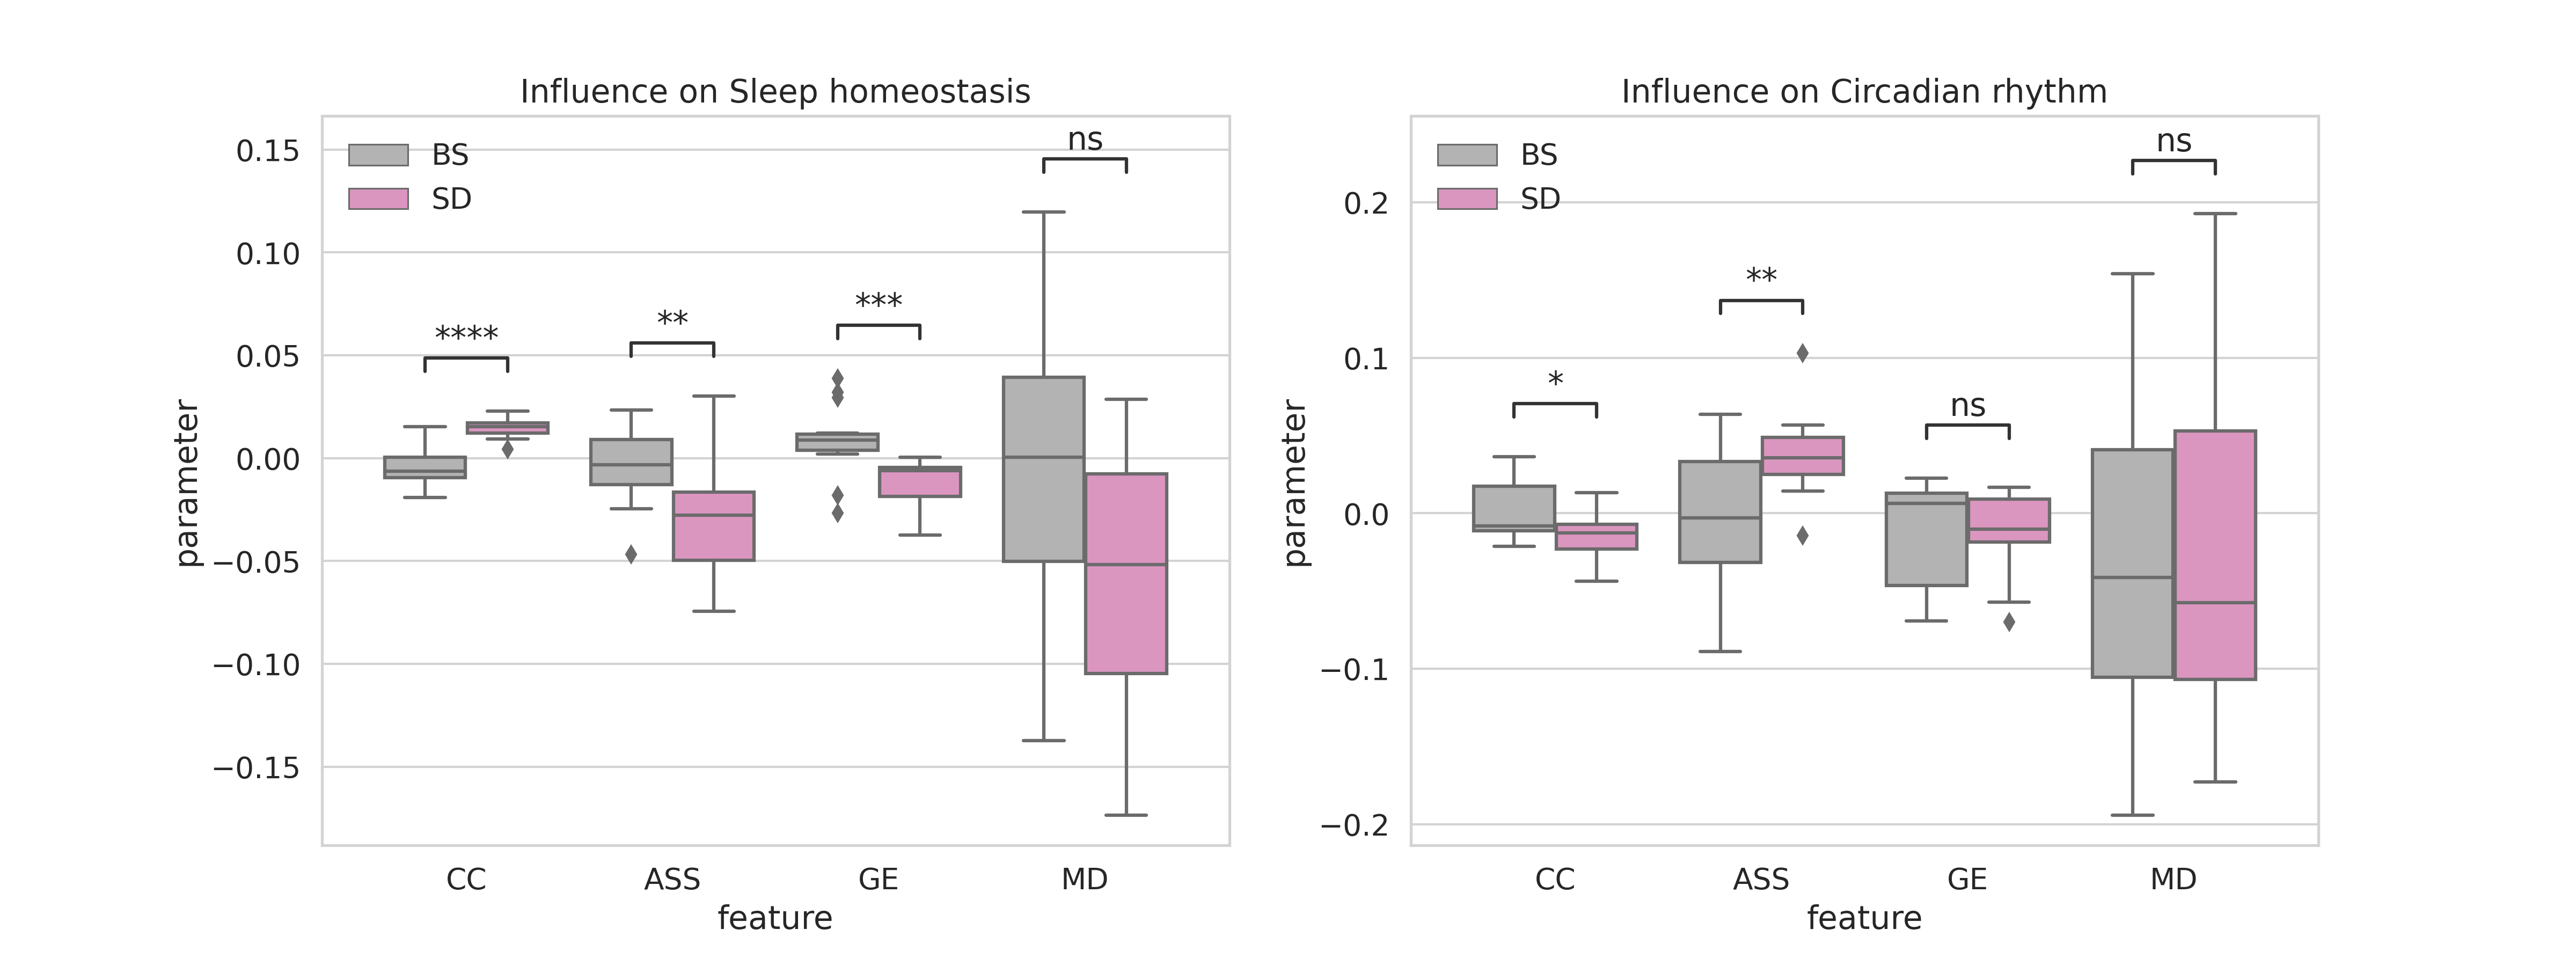 Influence on Sleep homeostasis
BS
SD
****
**
***
ns
0.15
0.10
0.05
0.00
−0.05
−0.10
−0.15
parameter
CC
ASS
GE
MD
feature
Influence on Circadian rhythm
BS
SD
*
**
ns
ns
0.2
0.1
0.0
−0.1
−0.2
parameter
CC
ASS
GE
MD
feature